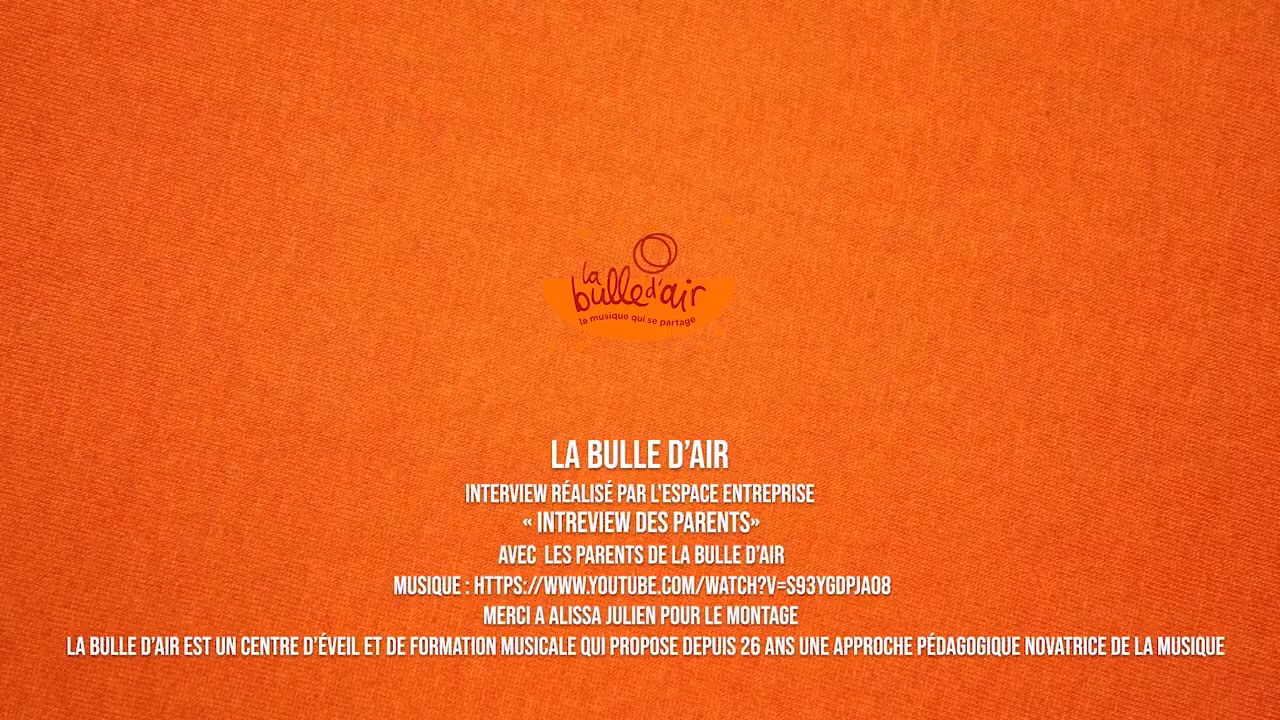 la
bulle d'air
la musique qui se partage
LA BULLE D'AIR
INTERVIEW RÉALISÉ PAR L'ESPACE ENTREPRISE
« INTREVIEW DES PARENTS»
AVEC LES PARENTS DE LA BULLE D'AIR
MUSIQUE : HTTPS://WWW.YOUTUBE.COM/WATCH?V=S93YGDPJAO8
MERCI A ALISSA JULIEN POUR LE MONTAGE
LA BULLE D'AIR EST UN CENTRE D'ÉVEIL ET DE FORMATION MUSICALE QUI PROPOSE DEPUIS 26 ANS UNE APPROCHE PÉDAGOGIQUE NOVATRICE DE LA MUSIQUE